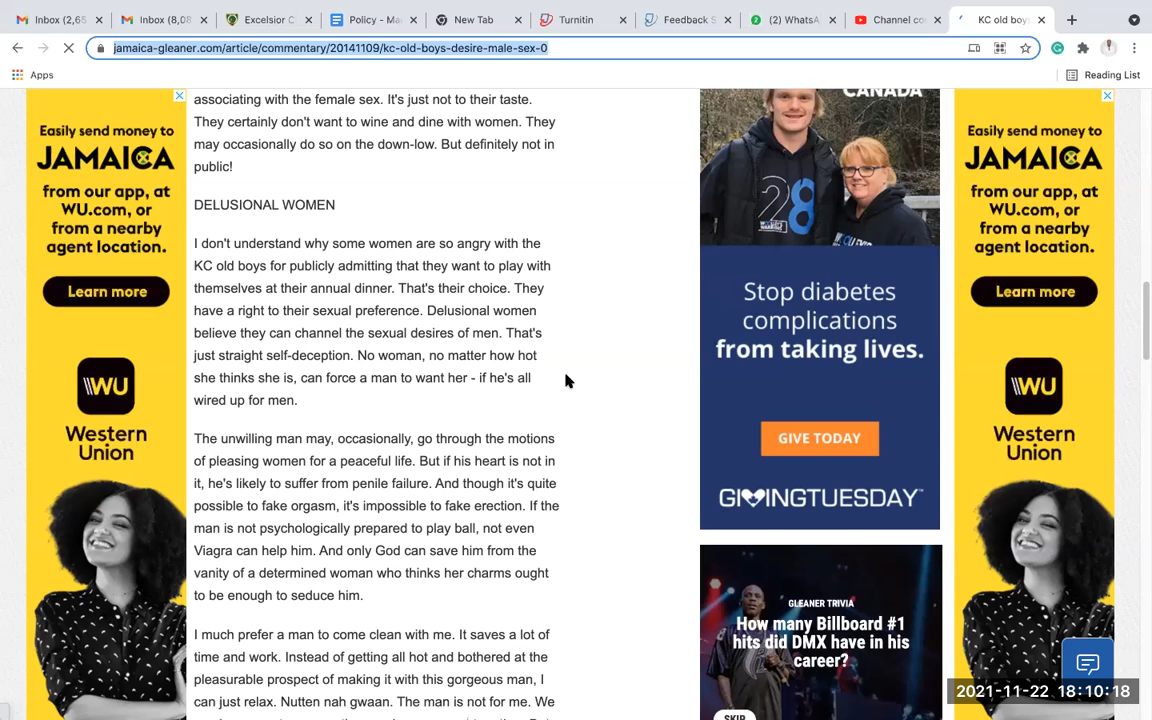 Inbox (2,65
Inbox (8,08
Excelsior C
Policy - Ma
New Tab
Turnitin
Feedback S
(2) WhatsA
Channel co
KC old boy
jamaica-gleaner.com/article/commentary/20141109/kc-old-boys-desire-male-sex-0
Apps
Reading List
Easily send money to
JAMAICA
from our app, at
WU.com, or
from a nearby
agent location.
Learn more
WU
Western
Union
associating with the female sex. It's just not to their taste.
They certainly don't want to wine and dine with women. They
may occasionally do so on the down-low. But definitely not in
public!
DELUSIONAL WOMEN
I don't understand why some women are so angry with the
KC old boys for publicly admitting that they want to play with
themselves at their annual dinner. That's their choice. They
have a right to their sexual preference. Delusional women
believe they can channel the sexual desires of men. That's
just straight self-deception. No woman, no matter how hot
she thinks she is, can force a man to want her - if he's all
wired up for men.
The unwilling man may, occasionally, go through the motions
of pleasing women for a peaceful life. But if his heart is not in
it, he's likely to suffer from penile failure. And though it's quite
possible to fake orgasm, it's impossible to fake erection. If the
man is not psychologically prepared to play ball, not even
Viagra can help him. And only God can save him from the
vanity of a determined woman who thinks her charms ought
to be enough to seduce him.
I much prefer a man to come clean with me. It saves a lot of
time and work. Instead of getting all hot and bothered at the
pleasurable prospect of making it with this gorgeous man, I
can just relax. Nutten nah gwaan. The man is not for me. We
CANADA
28
Stop diabetes
complications
from taking lives.
GIVE TODAY
GIVINGTUESDAY
GLEANER TRIVIA
How many Billboard #1
hits did DMX have in his
career?
SKIP
Easily send money to
JAMAICA
from our app, at
WU.com, or
from a nearby
agent location.
Learn more
WU
Western
Union
2021-11-22 18:10:18